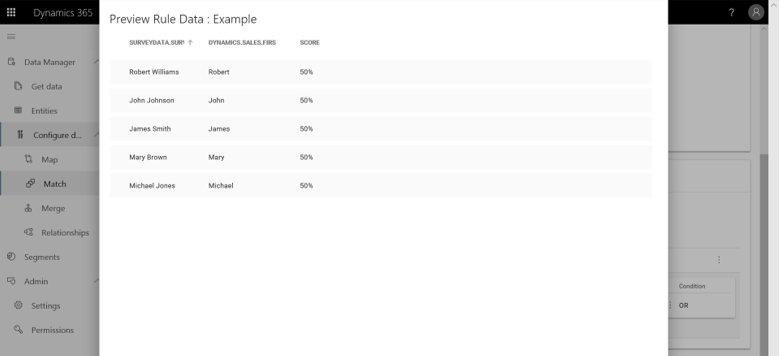 Dynamics 365
?
Preview Rule Data : Example
SURVEYDATA.SUR ↑ DYNAMICS.SALES.FIRS SCORE
Robert Williams Robert 50%
John Johnson John 50%
James Smith James 50%
Mary Brown Mary 50%
Michael Jones Michael 50%
Data Manager
Get data
Entities
Configure d...
Map
Match
Merge
Relationships
Segments
Admin
Settings
Permissions
Condition
OR